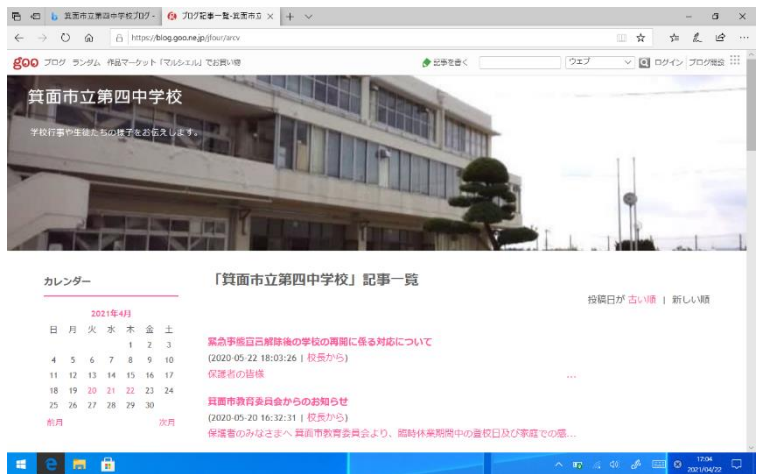 箕面市立第四中学校ブログ -
ブログ記事一覧-箕面市立
https://blog.goo.ne.jp/jfour/arcv
goo ブログ ランダム 作品マーケット「マルシェル」でお買い物
記事を書く
ウェブ
ログイン ブログ開設
箕面市立第四中学校
学校行事や生徒たちの様子をお伝えします。
カレンダー
2021年4月
日 月 火 水 木 金 土
1 2 3
4 5 6 7 8 9 10
11 12 13 14 15 16 17
18 19 20 21 22 23 24
25 26 27 28 29 30
前月 次月
「箕面市立第四中学校」記事一覧
投稿日が 古い順 | 新しい順
緊急事態宣言解除後の学校の再開に係る対応について
(2020-05-22 18:03:26 | 校長から)
保護者の皆様 ...
箕面市教育委員会からのお知らせ
(2020-05-20 16:32:31 | 校長から)
保護者のみなさまへ 箕面市教育委員会より、臨時休業期間中の登校日及び家庭での感...
17:04
2021/04/22